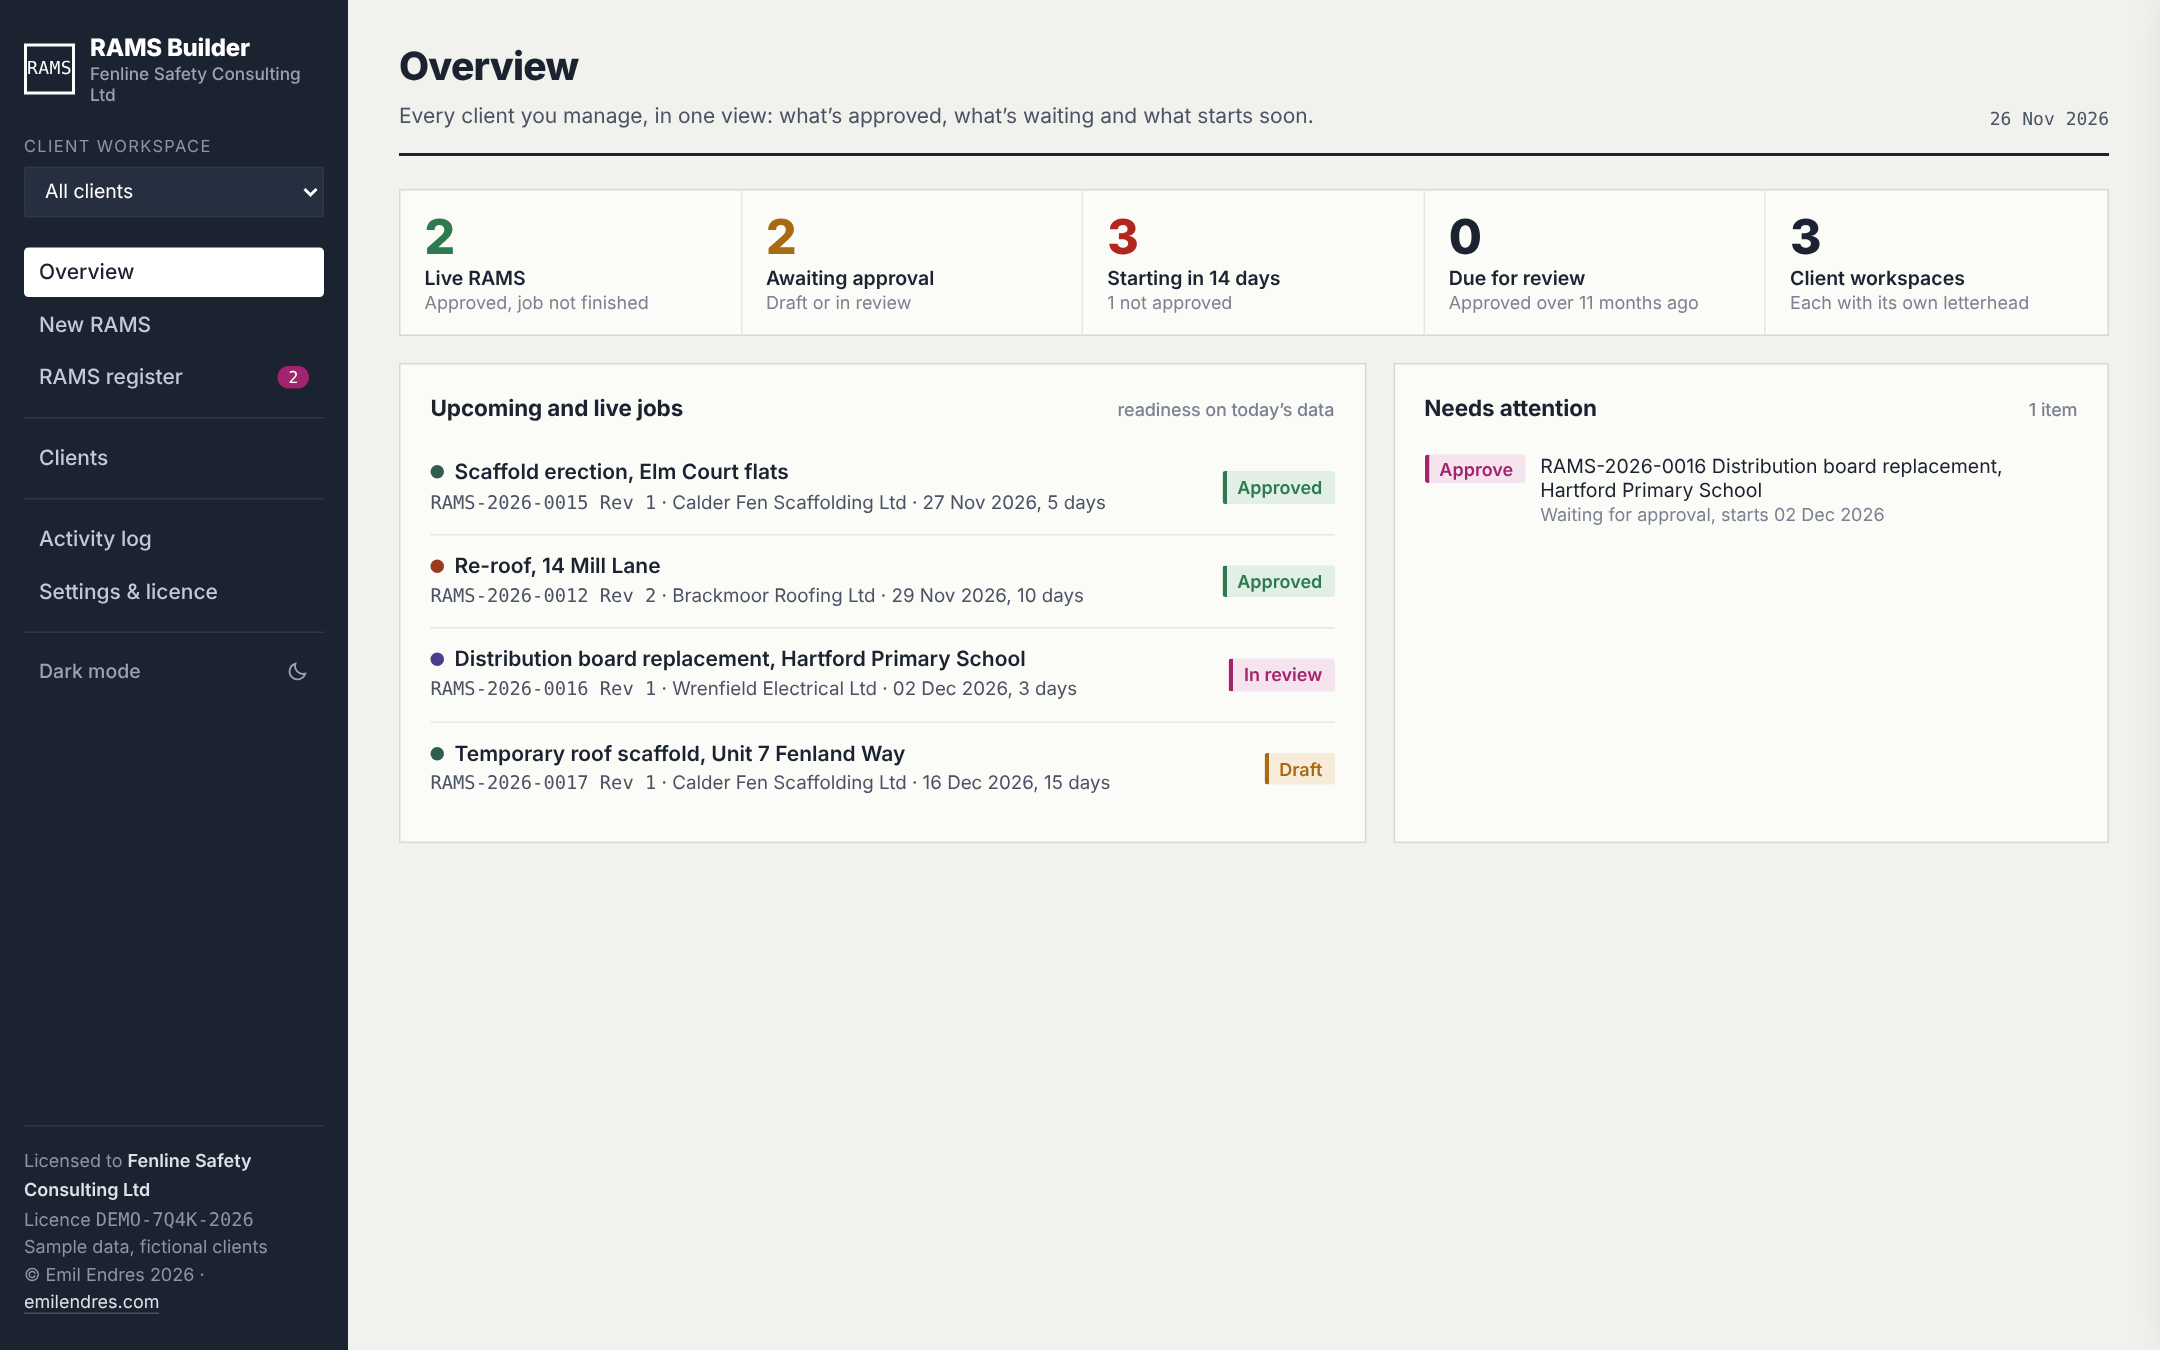 RAMS
RAMS Builder
Fenline Safety Consulting
Ltd
CLIENT WORKSPACE
All clients
Overview
New RAMS
RAMS register 2
Clients
Activity log
Settings & licence
Dark mode
Licensed to Fenline Safety
Consulting Ltd
Licence DEMO-7Q4K-2026
Sample data, fictional clients
© Emil Endres 2026 ·
emilendres.com
Overview
Every client you manage, in one view: what’s approved, what’s waiting and what starts soon.
26 Nov 2026
2
Live RAMS
Approved, job not finished
2
Awaiting approval
Draft or in review
3
Starting in 14 days
1 not approved
0
Due for review
Approved over 11 months ago
3
Client workspaces
Each with its own letterhead
Upcoming and live jobs
readiness on today’s data
Scaffold erection, Elm Court flats
RAMS-2026-0015 Rev 1 · Calder Fen Scaffolding Ltd · 27 Nov 2026, 5 days
Approved
Re-roof, 14 Mill Lane
RAMS-2026-0012 Rev 2 · Brackmoor Roofing Ltd · 29 Nov 2026, 10 days
Approved
Distribution board replacement, Hartford Primary School
RAMS-2026-0016 Rev 1 · Wrenfield Electrical Ltd · 02 Dec 2026, 3 days
In review
Temporary roof scaffold, Unit 7 Fenland Way
RAMS-2026-0017 Rev 1 · Calder Fen Scaffolding Ltd · 16 Dec 2026, 15 days
Draft
Needs attention
1 item
Approve
RAMS-2026-0016 Distribution board replacement,
Hartford Primary School
Waiting for approval, starts 02 Dec 2026